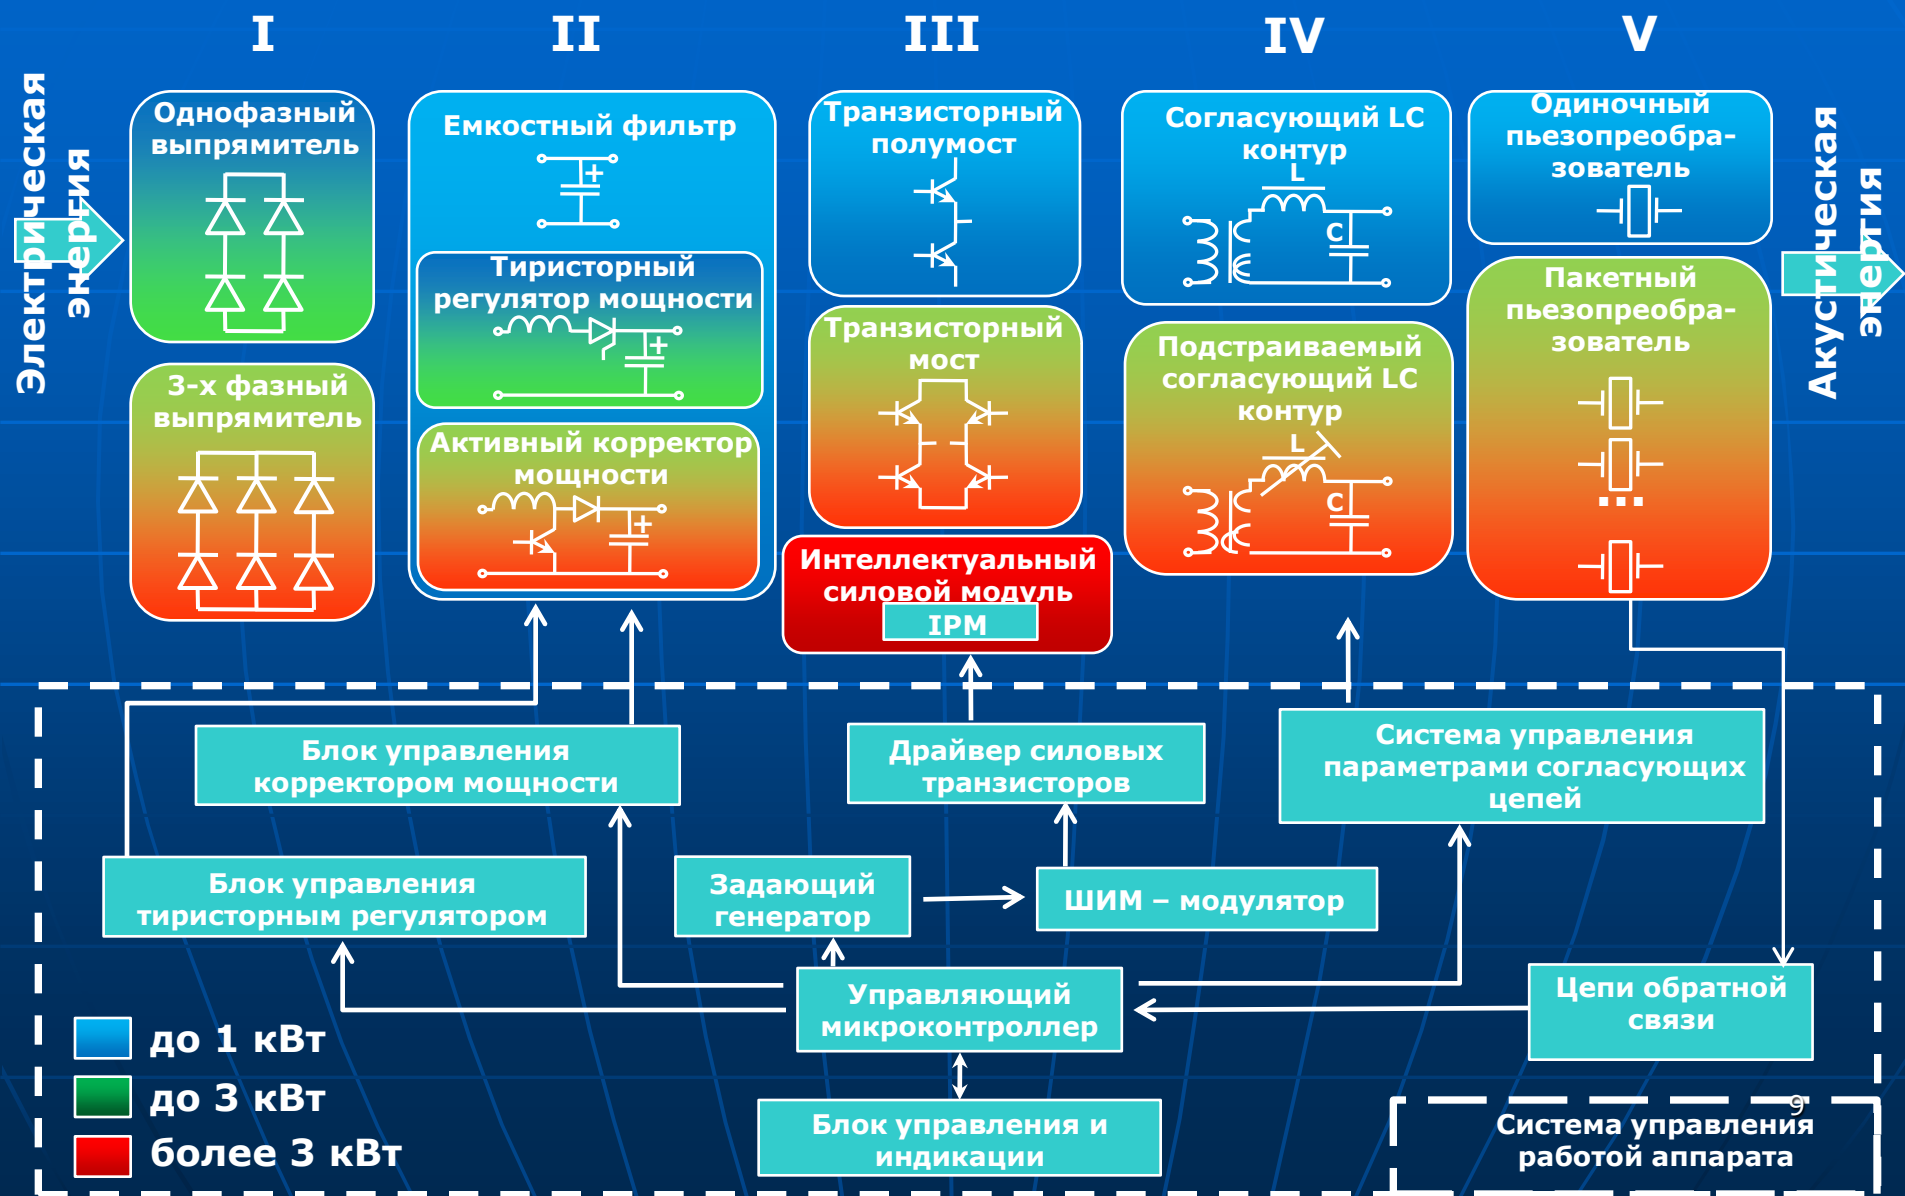 I
II
III
IV
V
Электрическая
энергия
Однофазный
выпрямитель
3-х фазный
выпрямитель
Емкостный фильтр
+
Тиристорный
регулятор мощности
+
Активный корректор
мощности
+
Транзисторный
полумост
Транзисторный
мост
Интеллектуальный
силовой модуль
IPM
Согласующий LC
контур
L
C
Подстраиваемый
согласующий LC
контур
L
C
Одиночный
пьезопреобра-
зователь
Пакетный
пьезопреобра-
зователь
...
Акустическая
энергия
Блок управления
корректором мощности
Драйвер силовых
транзисторов
Система управления
параметрами согласующих
цепей
Блок управления
тиристорным регулятором
Задающий
генератор
ШИМ – модулятор
Управляющий
микроконтроллер
Цепи обратной
связи
до 1 кВт
до 3 кВт
более 3 кВт
Блок управления и
индикации
9
Система управления
работой аппарата